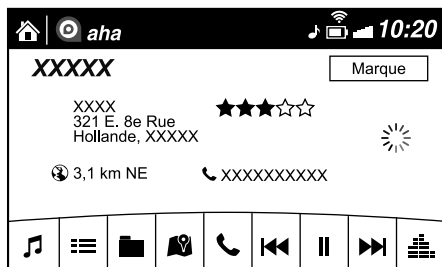 aha 10:20
XXXXX
Marque
XXXX
321 E. 8e Rue
Hollande, XXXXX
3,1 km NE
XXXXXXXXXX